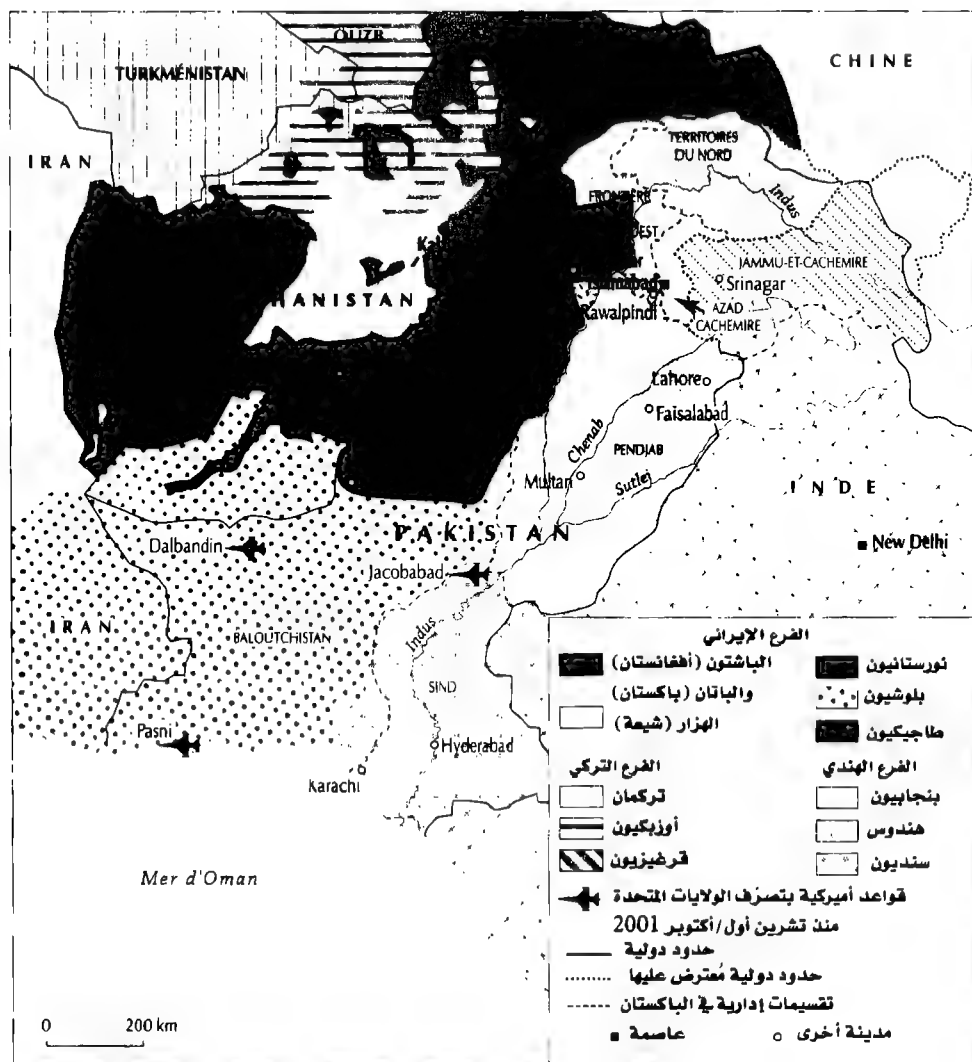 OUZB
TURKMÉNISTAN
CHINE
IRAN
TERRITOIRES
DU NORD
FRONTIÈRE
Indus
JAMMU-ET-CACHEMIRE
Srinagar
HANISTAN
Islamabad
Rawalpindi
AZAD
CACHEMIRE
Lahore
Faisalabad
Chenab
PENDJAB
Multan
Sutlej
INDE
PAKISTAN
New Delhi
Dalbandin
Jacobabad
IRAN
BALOUTCHISTAN
Indus
SIND
Pasni
Hyderabad
Karachi
Mer d'Oman
0 200 km
الفرع الإيراني
الباشتون (أفغانستان)
والباتان (باكستان)
الهزار (شيعة)
نورستانيون
بلوشيون
طاجيكيون
الفرع التركي
تركمان
أوزبكيون
قرغيزيون
الفرع الهندي
بنجابيون
هندوس
سنديون
قواعد أميركية بتصرّف الولايات المتحدة
منذ تشرين أول/أكتوبر 2001
حدود دولية
حدود دولية مُعترض عليها
تقسيمات إدارية في الباكستان
عاصمة
مدينة أخرى